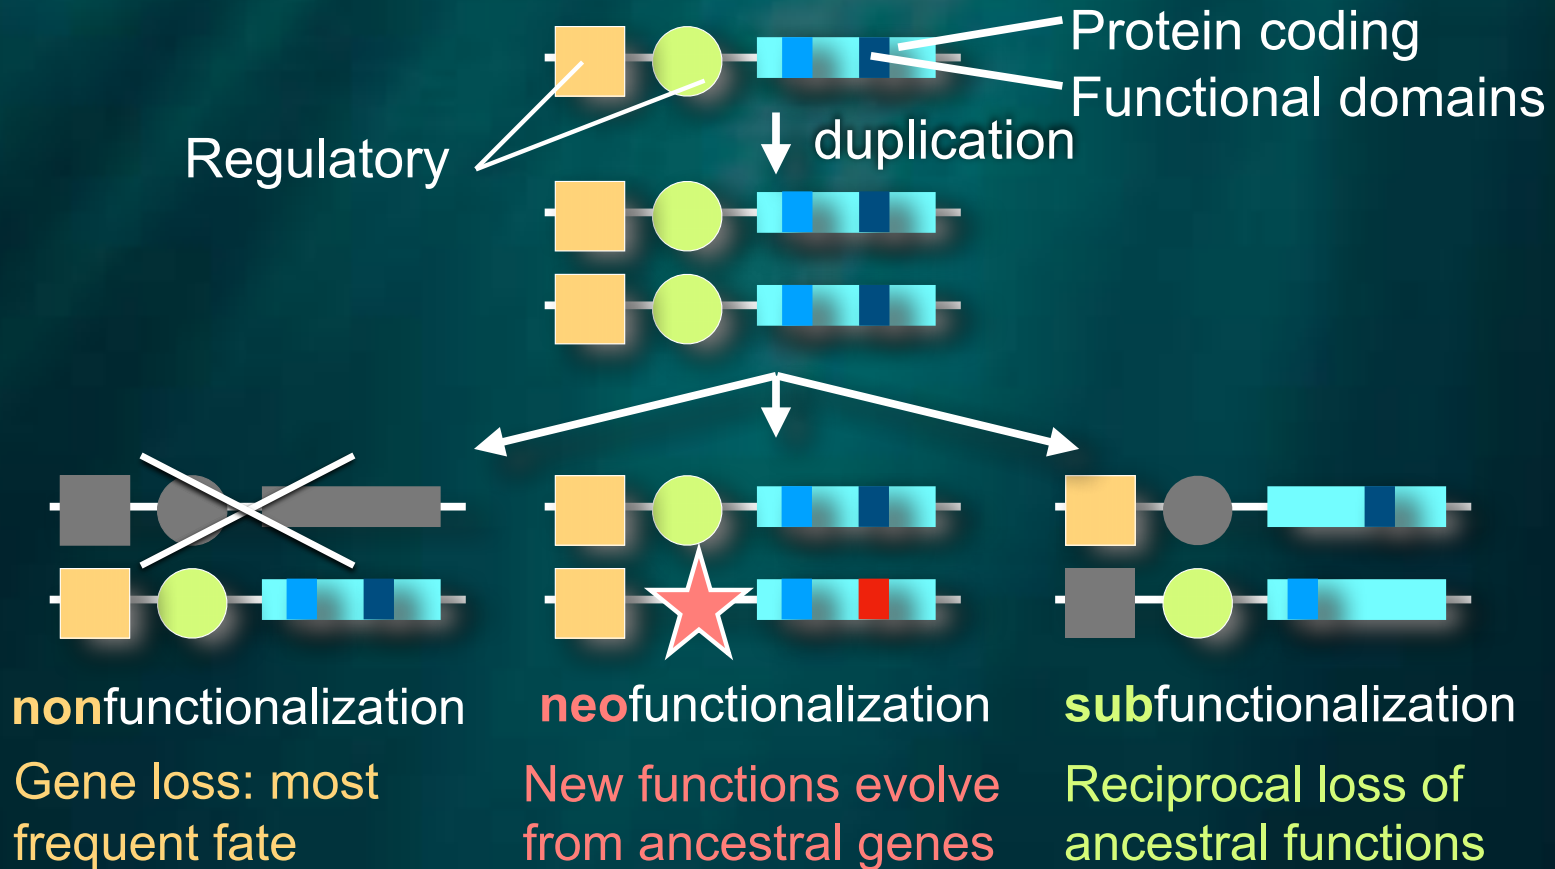 Protein coding
Functional domains
Regulatory
duplication
nonfunctionalization
Gene loss: most
frequent fate
neofunctionalization
New functions evolve
from ancestral genes
subfunctionalization
Reciprocal loss of
ancestral functions